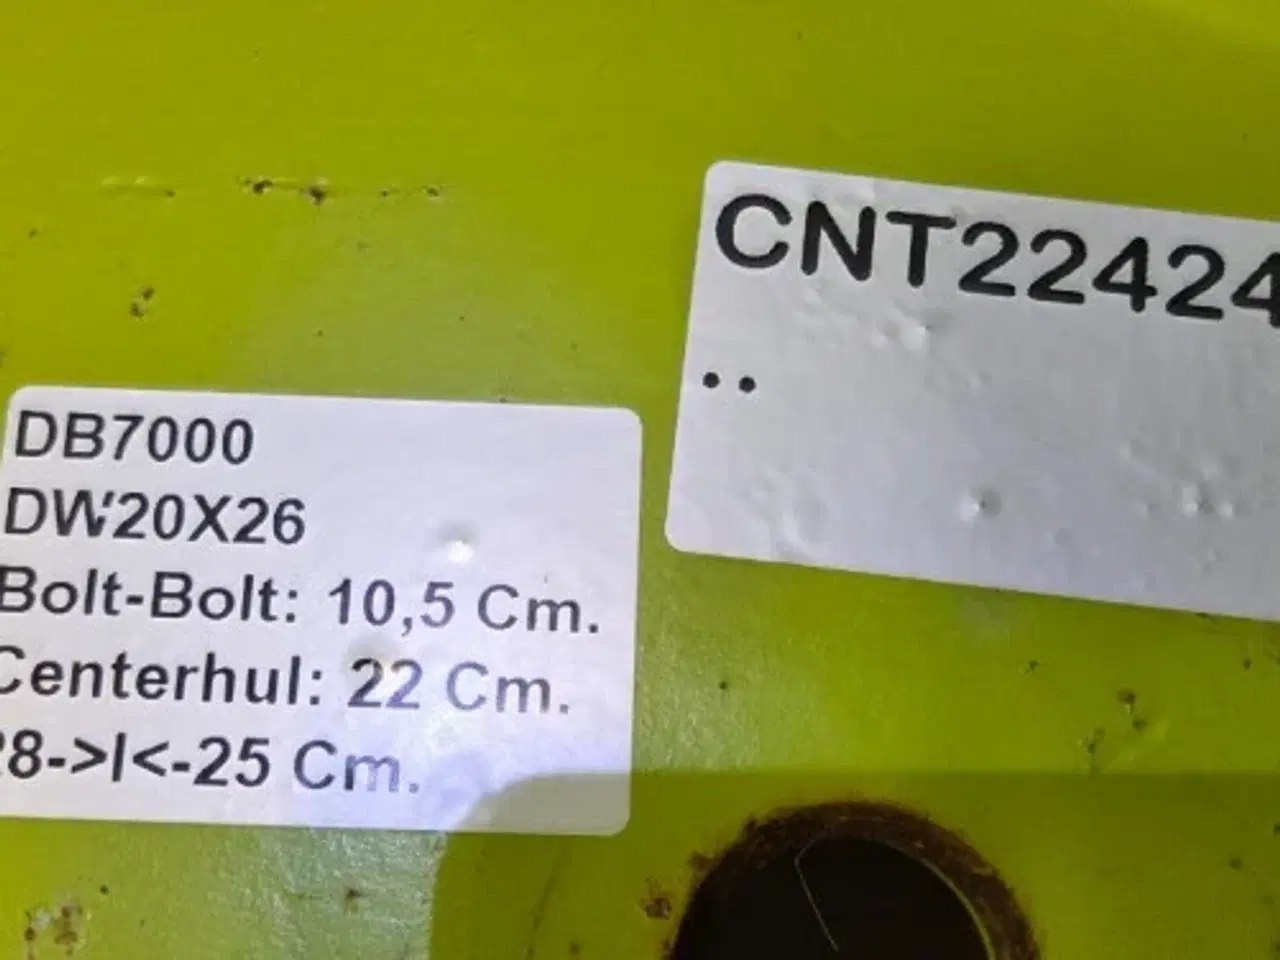 DB7000
DW20X26
Bolt-Bolt: 10,5 Cm.
Centerhul: 22 Cm.
28->|<-25 Cm.
CNT22424
..